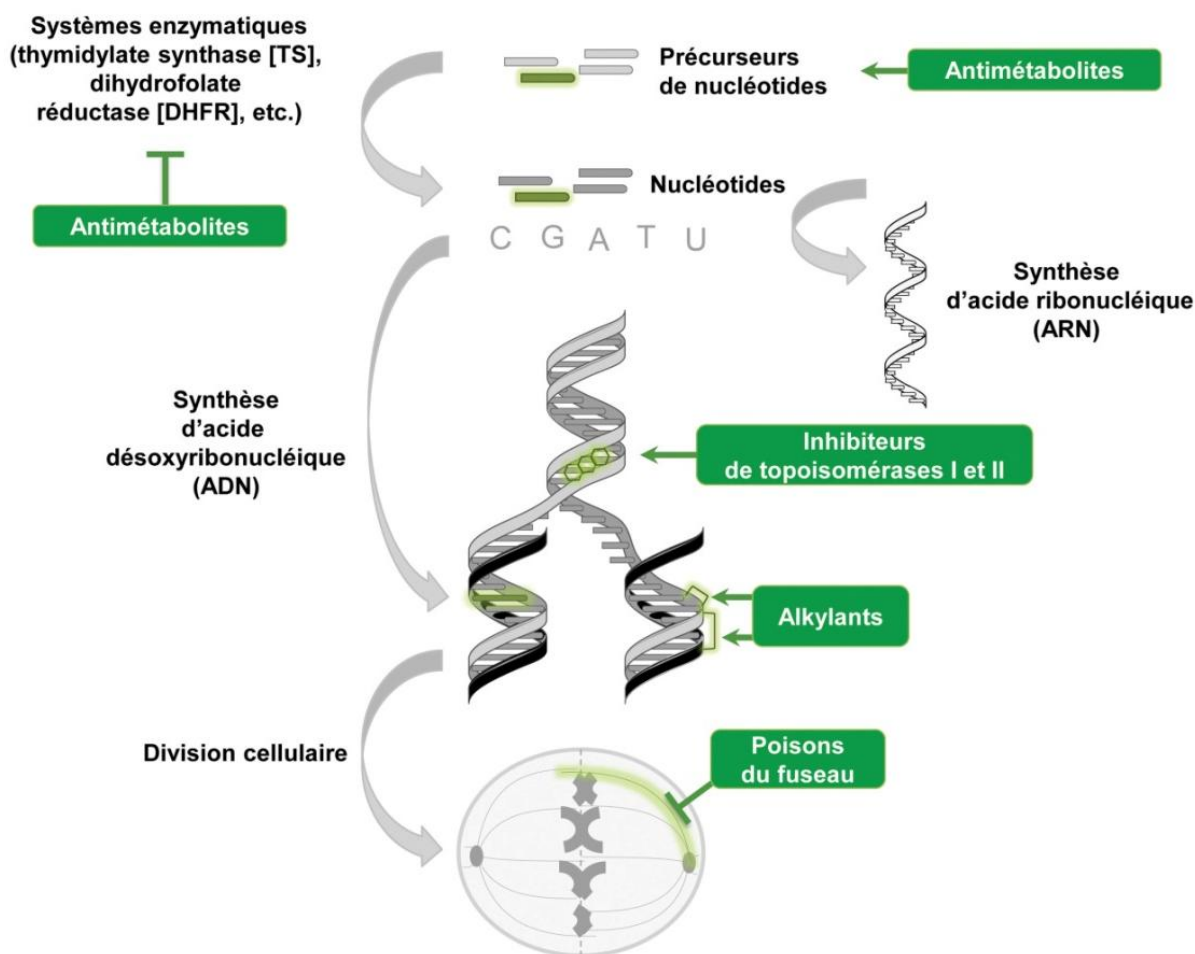 Systèmes enzymatiques
(thymidylate synthase [TS],
dihydrofolate
réductase [DHFR], etc.)
Précurseurs
de nucléotides
Antimétabolites
Antimétabolites
Nucléotides
C G A T U
Synthèse
d’acide ribonucléique
(ARN)
Synthèse
d’acide
désoxyribonucléique
(ADN)
Inhibiteurs
de topoisomérases I et II
Alkylants
Division cellulaire
Poisons
du fuseau